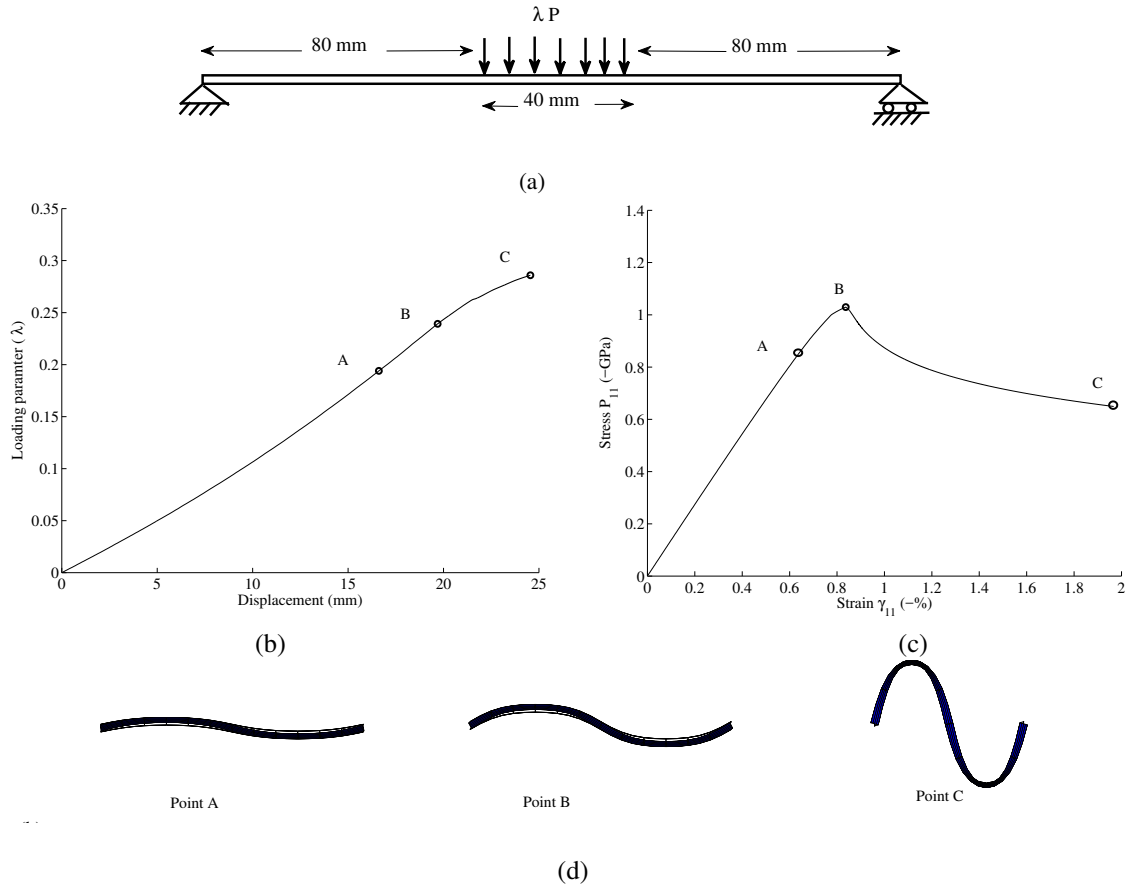 λ P
80 mm
80 mm
40 mm
(a)
0.35
0.3
0.25
0.2
0.15
0.1
0.05
0
0
5
10
15
20
25
A
B
C
Loading paramter ( λ)
Displacement (mm)
(b)
1.4
1.2
1
0.8
0.6
0.4
0.2
0
0
0.2
0.4
0.6
0.8
1
1.2
1.4
1.6
1.8
2
A
B
C
Stress P11 (−GPa)
Strain γ11 (−%)
(c)
Point A
Point B
Point C
(d)